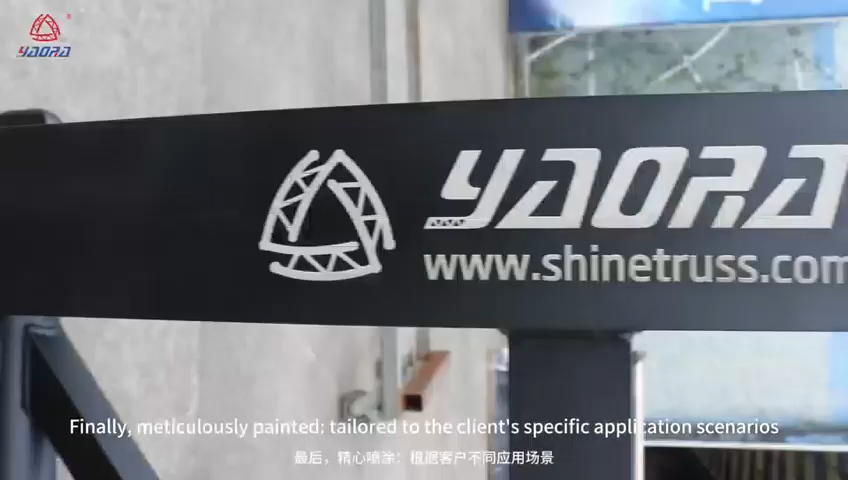 YAORA
YAORA
www.shinetruss.com
Finally, meticulously painted: tailored to the client's specific application scenarios
最后，精心喷涂：根据客户不同应用场景